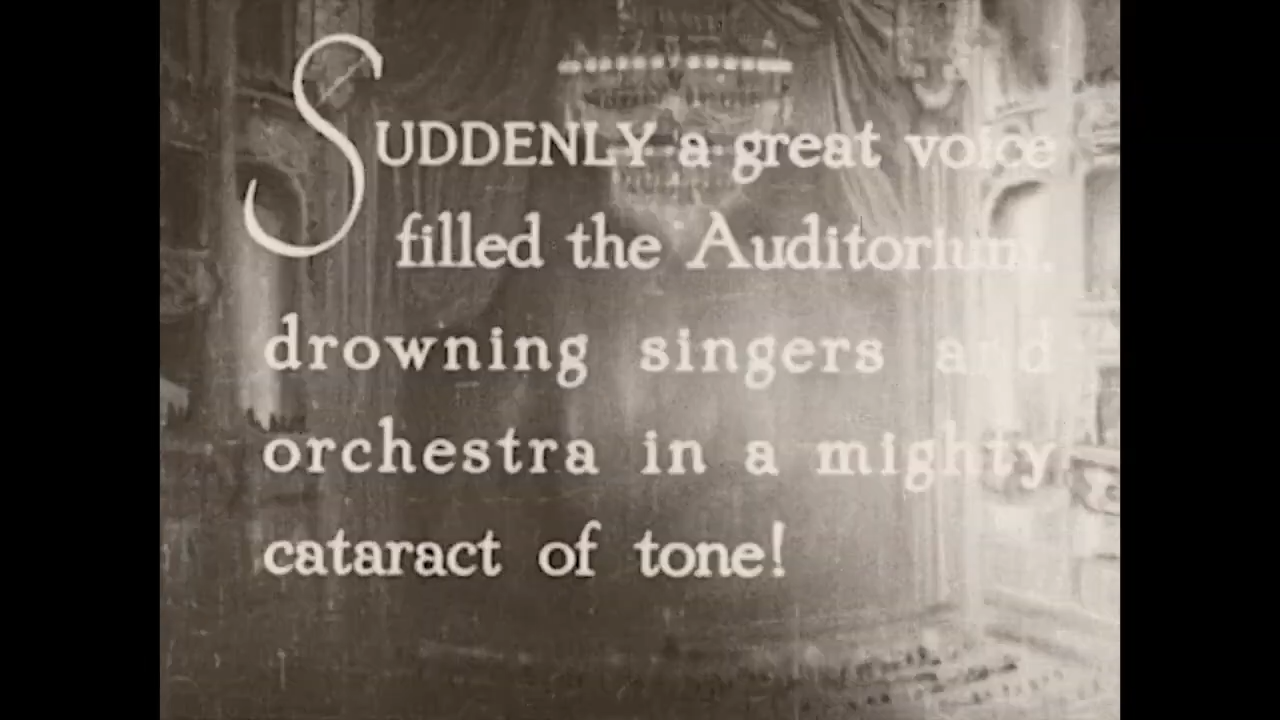 SUDDENLY a great voice
filled the Auditorium,
drowning singers and
orchestra in a mighty
cataract of tone!